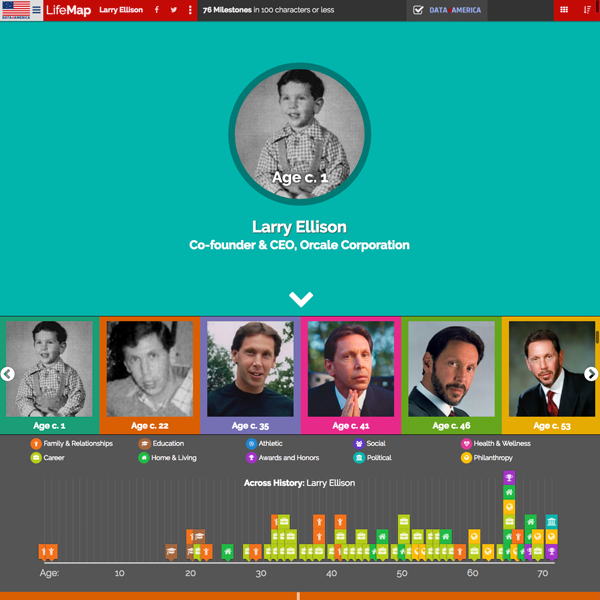 DATA4AMERICA
LifeMap
Larry Ellison
76 Milestones in 100 characters or less
DATA4AMERICA
Age c. 1
Larry Ellison
Co-founder & CEO, Orcale Corporation
Age c. 1
Age c. 22
Age c. 35
Age c. 41
Age c. 46
Age c. 53
Family & Relationships
Education
Athletic
Social
Health & Wellness
Career
Home & Living
Awards and Honors
Political
Philanthropy
Across History: Larry Ellison
Age: 10 20 30 40 50 60 70